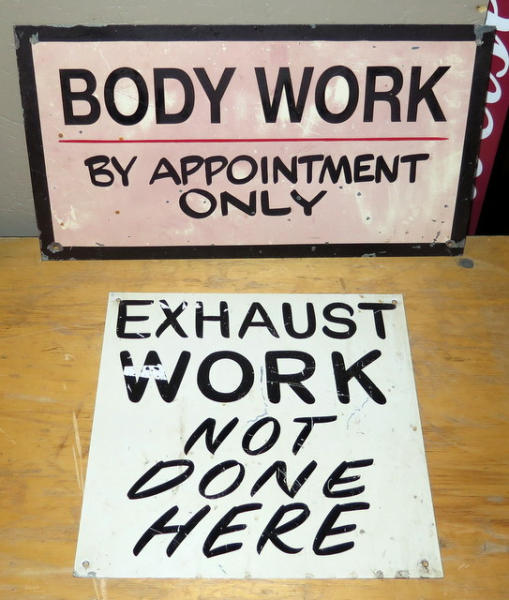 BODY WORK
BY APPOINTMENT
ONLY
EXHAUST
WORK
NOT
DONE
HERE